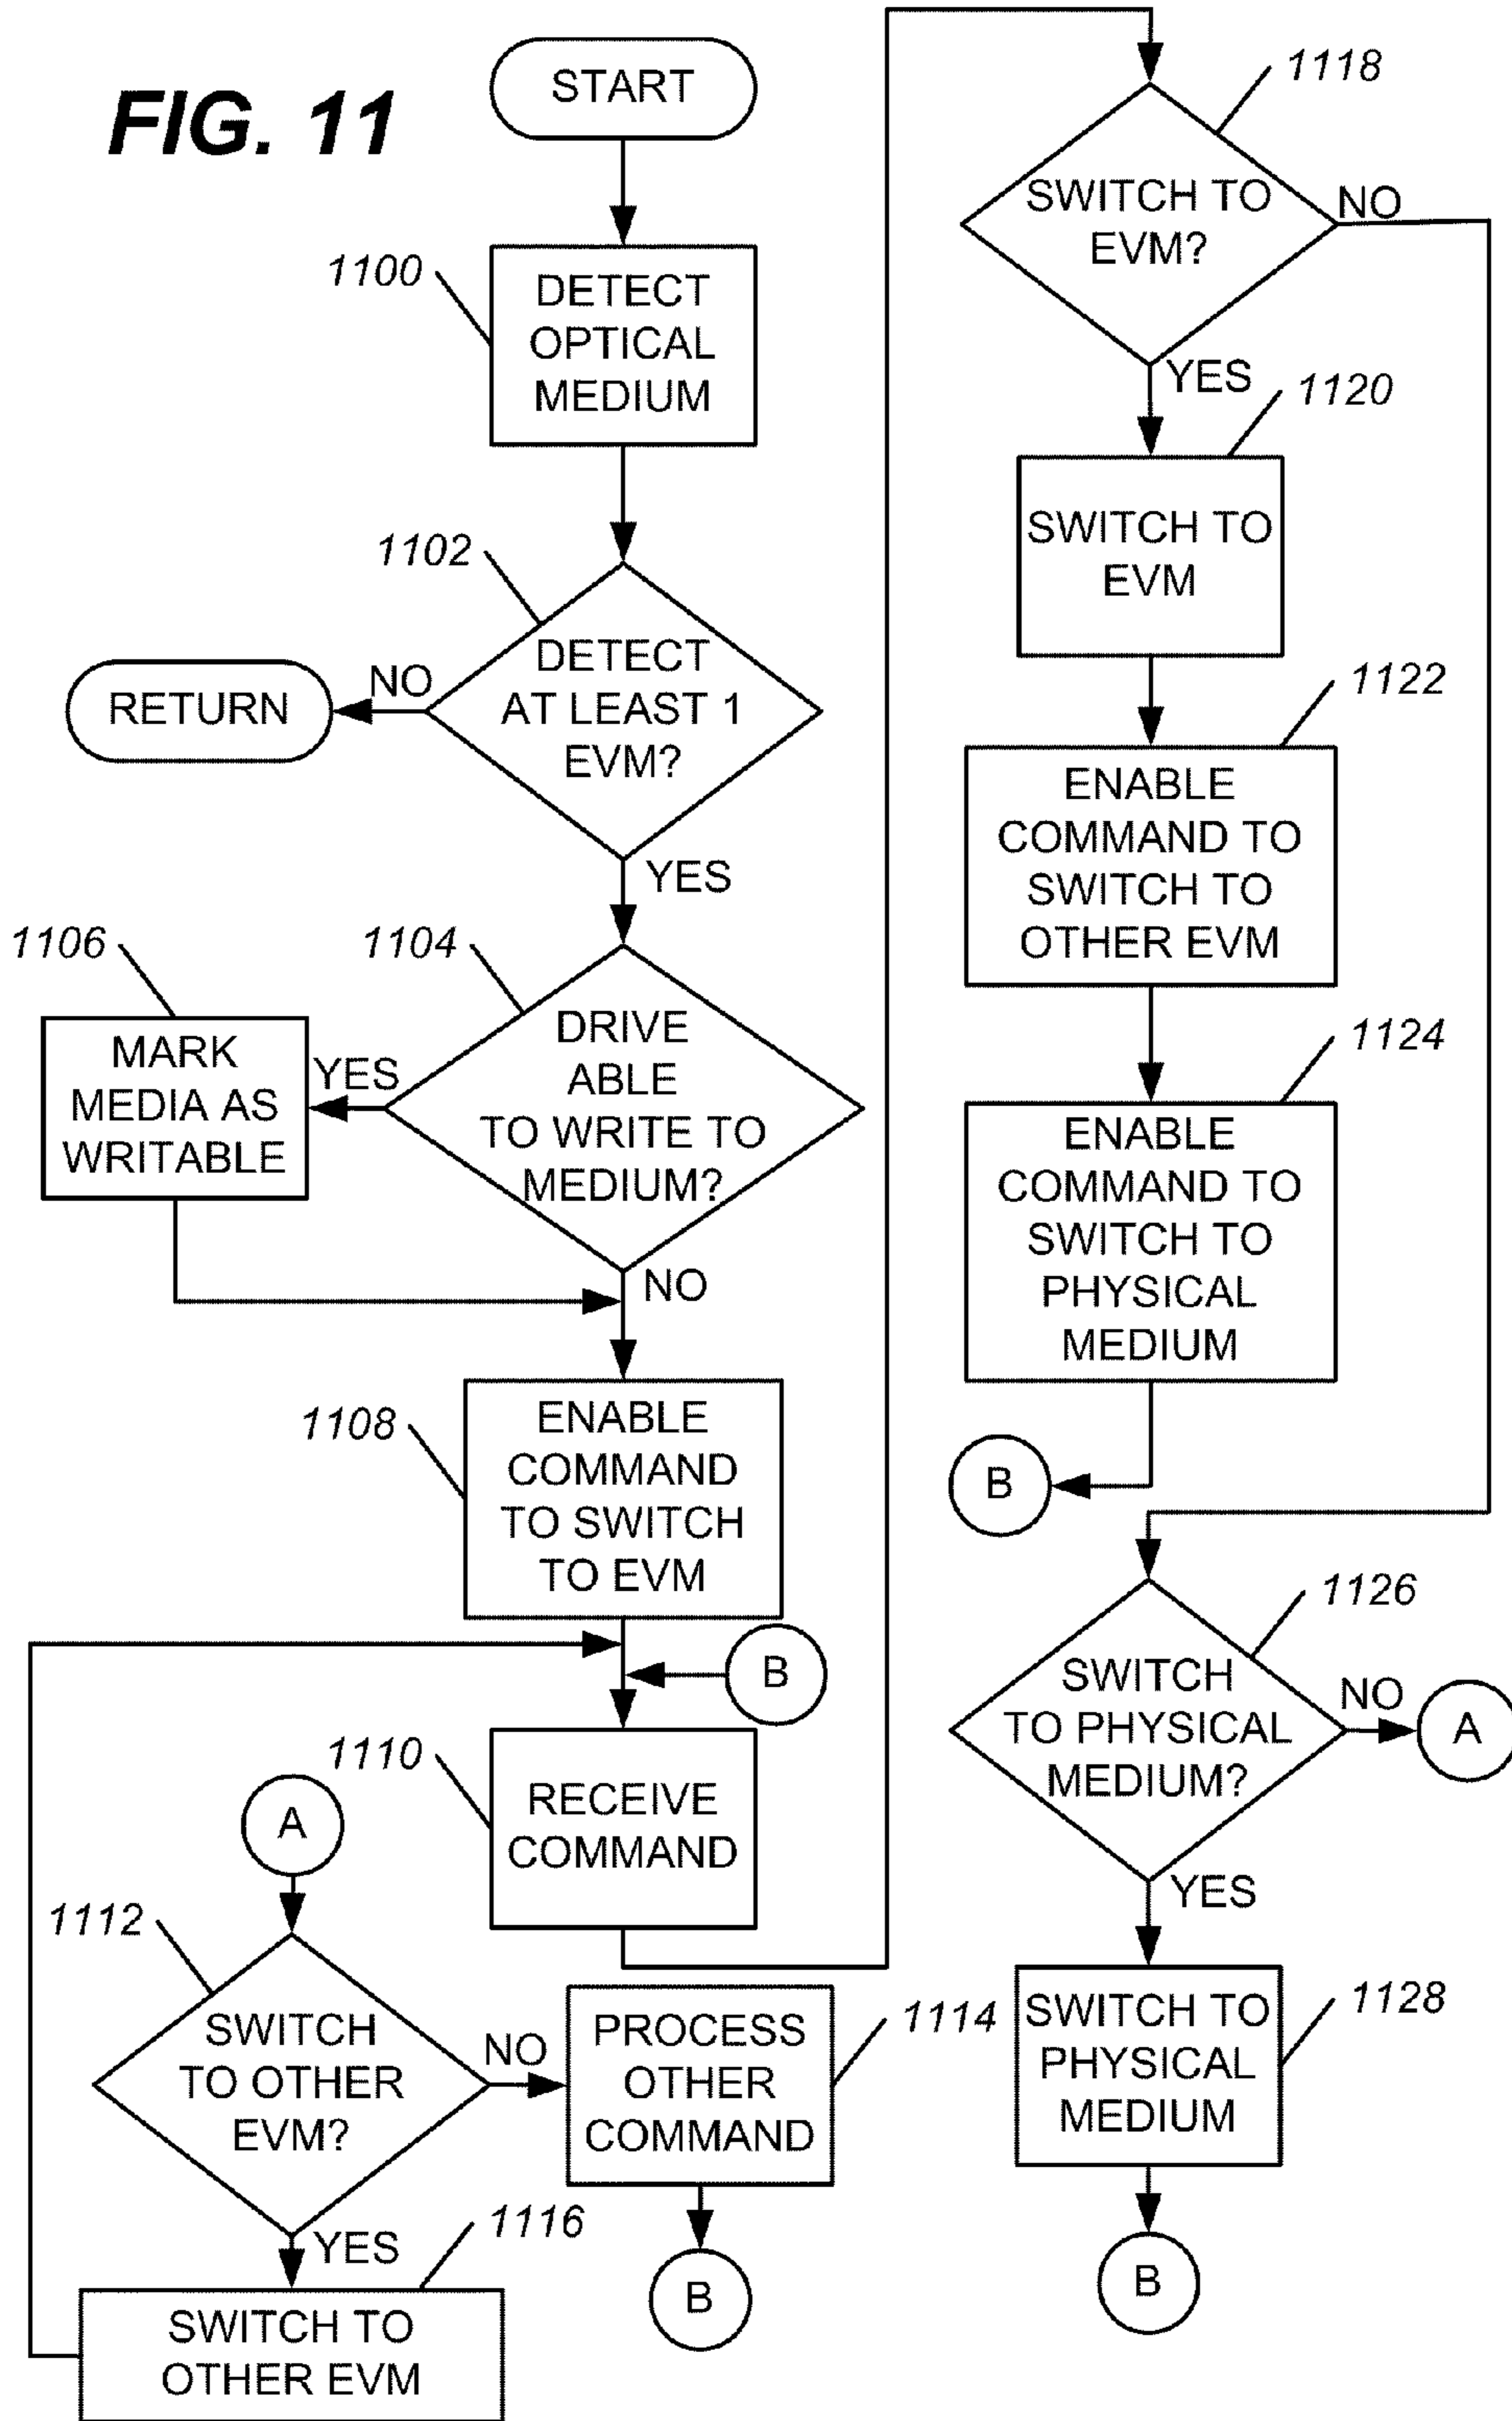 FIG. 11
START
1100
DETECT
OPTICAL
MEDIUM
1102
DETECT
AT LEAST 1
EVM?
NO
RETURN
YES
1104
1106
DRIVE
ABLE
TO WRITE TO
MEDIUM?
YES
MARK
MEDIA AS
WRITABLE
NO
1108
ENABLE
COMMAND
TO SWITCH
TO EVM
B
1110
RECEIVE
COMMAND
A
1112
SWITCH
TO OTHER
EVM?
NO
PROCESS
OTHER
COMMAND
1114
B
YES
1116
SWITCH TO
OTHER EVM
1118
SWITCH TO
EVM?
NO
YES
1120
SWITCH TO
EVM
1122
ENABLE
COMMAND TO
SWITCH TO
OTHER EVM
1124
ENABLE
COMMAND TO
SWITCH TO
PHYSICAL
MEDIUM
B
1126
SWITCH
TO PHYSICAL
MEDIUM?
NO
A
YES
SWITCH TO
PHYSICAL
MEDIUM
1128
B